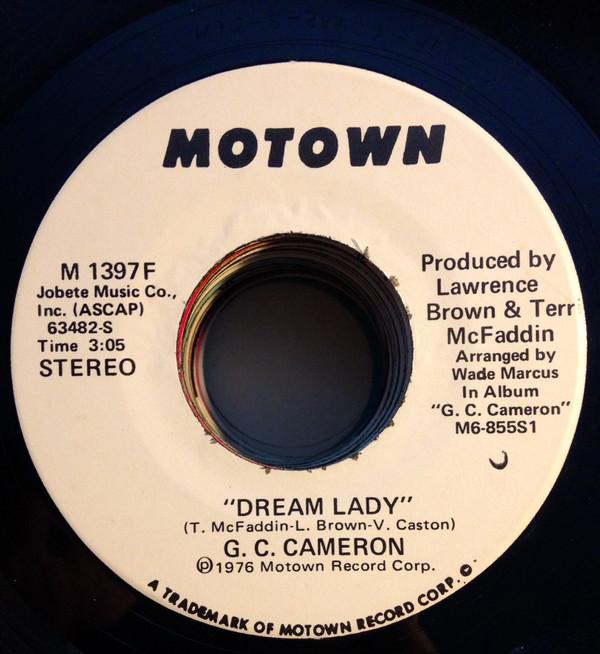 MOTOWN
M 1397F
Jobete Music Co.,
Inc. (ASCAP)
63482-S
Time 3:05
STEREO
Produced by
Lawrence
Brown & Terr
McFaddin
Arranged by
Wade Marcus
In Album
"G. C. Cameron"
M6-855S1
"DREAM LADY"
(T. McFaddin-L. Brown-V. Caston)
G. C. CAMERON
℗1976 Motown Record Corp.
A TRADEMARK OF MOTOWN RECORD CORP.